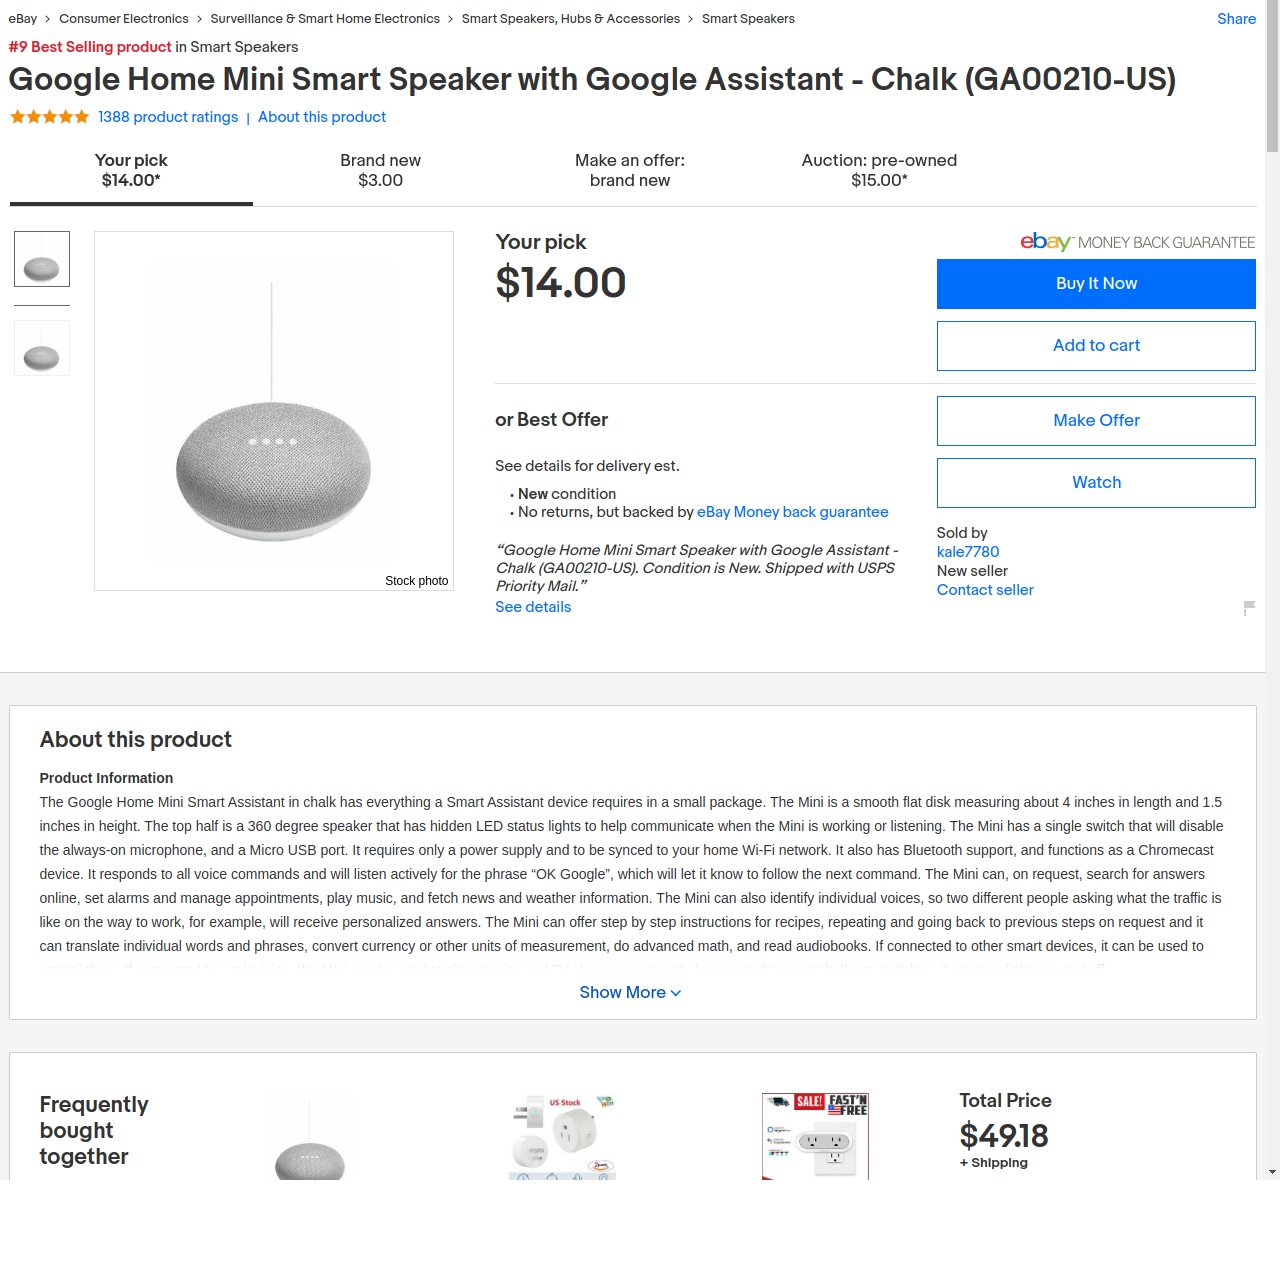 eBay > Consumer Electronics > Surveillance & Smart Home Electronics > Smart Speakers, Hubs & Accessories > Smart Speakers
Share
#9 Best Selling product in Smart Speakers
Google Home Mini Smart Speaker with Google Assistant - Chalk (GA00210-US)
1388 product ratings | About this product
Your pick
$14.00*
Brand new
$3.00
Make an offer:
brand new
Auction: pre-owned
$15.00*
Stock photo
Your pick
$14.00
ebay MONEY BACK GUARANTEE
Buy It Now
Add to cart
or Best Offer
Make Offer
Watch
See details for delivery est.
• New condition
• No returns, but backed by eBay Money back guarantee
“Google Home Mini Smart Speaker with Google Assistant -
Chalk (GA00210-US). Condition is New. Shipped with USPS
Priority Mail.”
See details
Sold by
kale7780
New seller
Contact seller
About this product
Product Information
The Google Home Mini Smart Assistant in chalk has everything a Smart Assistant device requires in a small package. The Mini is a smooth flat disk measuring about 4 inches in length and 1.5
inches in height. The top half is a 360 degree speaker that has hidden LED status lights to help communicate when the Mini is working or listening. The Mini has a single switch that will disable
the always-on microphone, and a Micro USB port. It requires only a power supply and to be synced to your home Wi-Fi network. It also has Bluetooth support, and functions as a Chromecast
device. It responds to all voice commands and will listen actively for the phrase “OK Google”, which will let it know to follow the next command. The Mini can, on request, search for answers
online, set alarms and manage appointments, play music, and fetch news and weather information. The Mini can also identify individual voices, so two different people asking what the traffic is
like on the way to work, for example, will receive personalized answers. The Mini can offer step by step instructions for recipes, repeating and going back to previous steps on request and it
can translate individual words and phrases, convert currency or other units of measurement, do advanced math, and read audiobooks. If connected to other smart devices, it can be used to
Show More
Frequently
bought
together
US Stock
SALE! FAST'N
FREE
Total Price
$49.18
+ Shipping